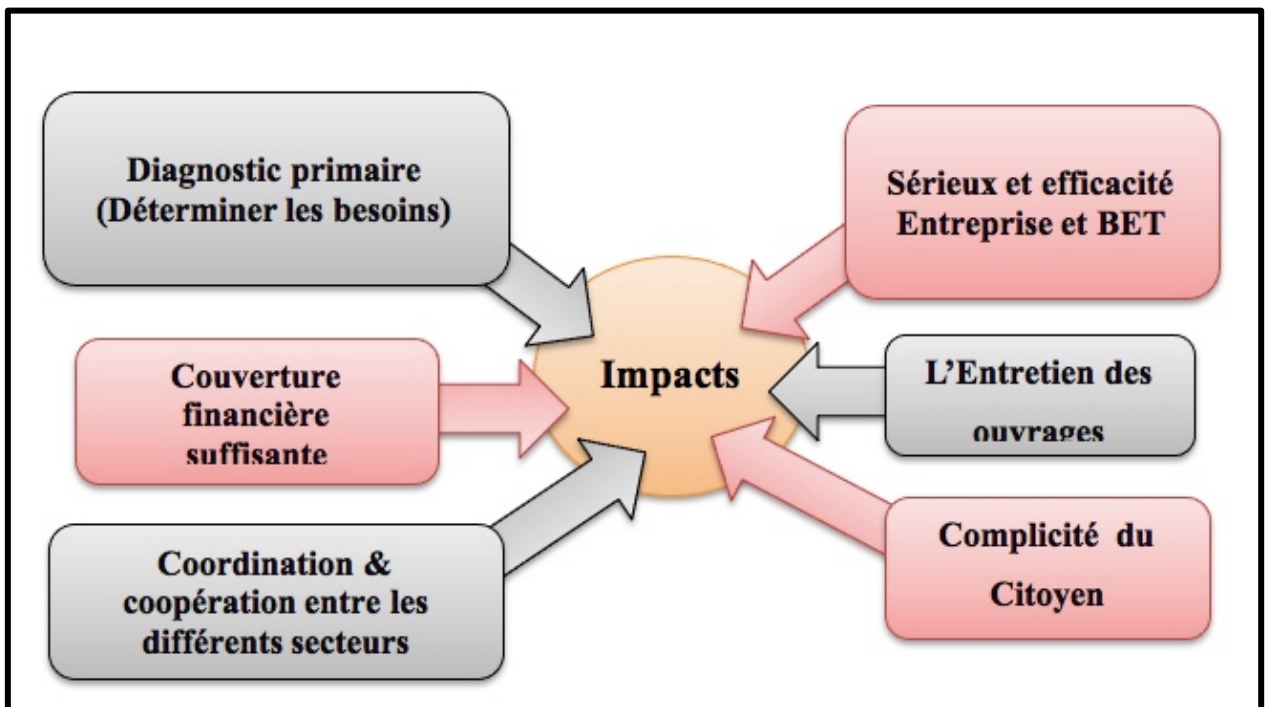 Diagnostic primaire
(Déterminer les besoins)
Couverture
financière
suffisante
Coordination &
coopération entre les
différents secteurs
Impacts
Sérieux et efficacité
Entreprise et BET
L’Entretien des
ouvrages
Complicité du
Citoyen